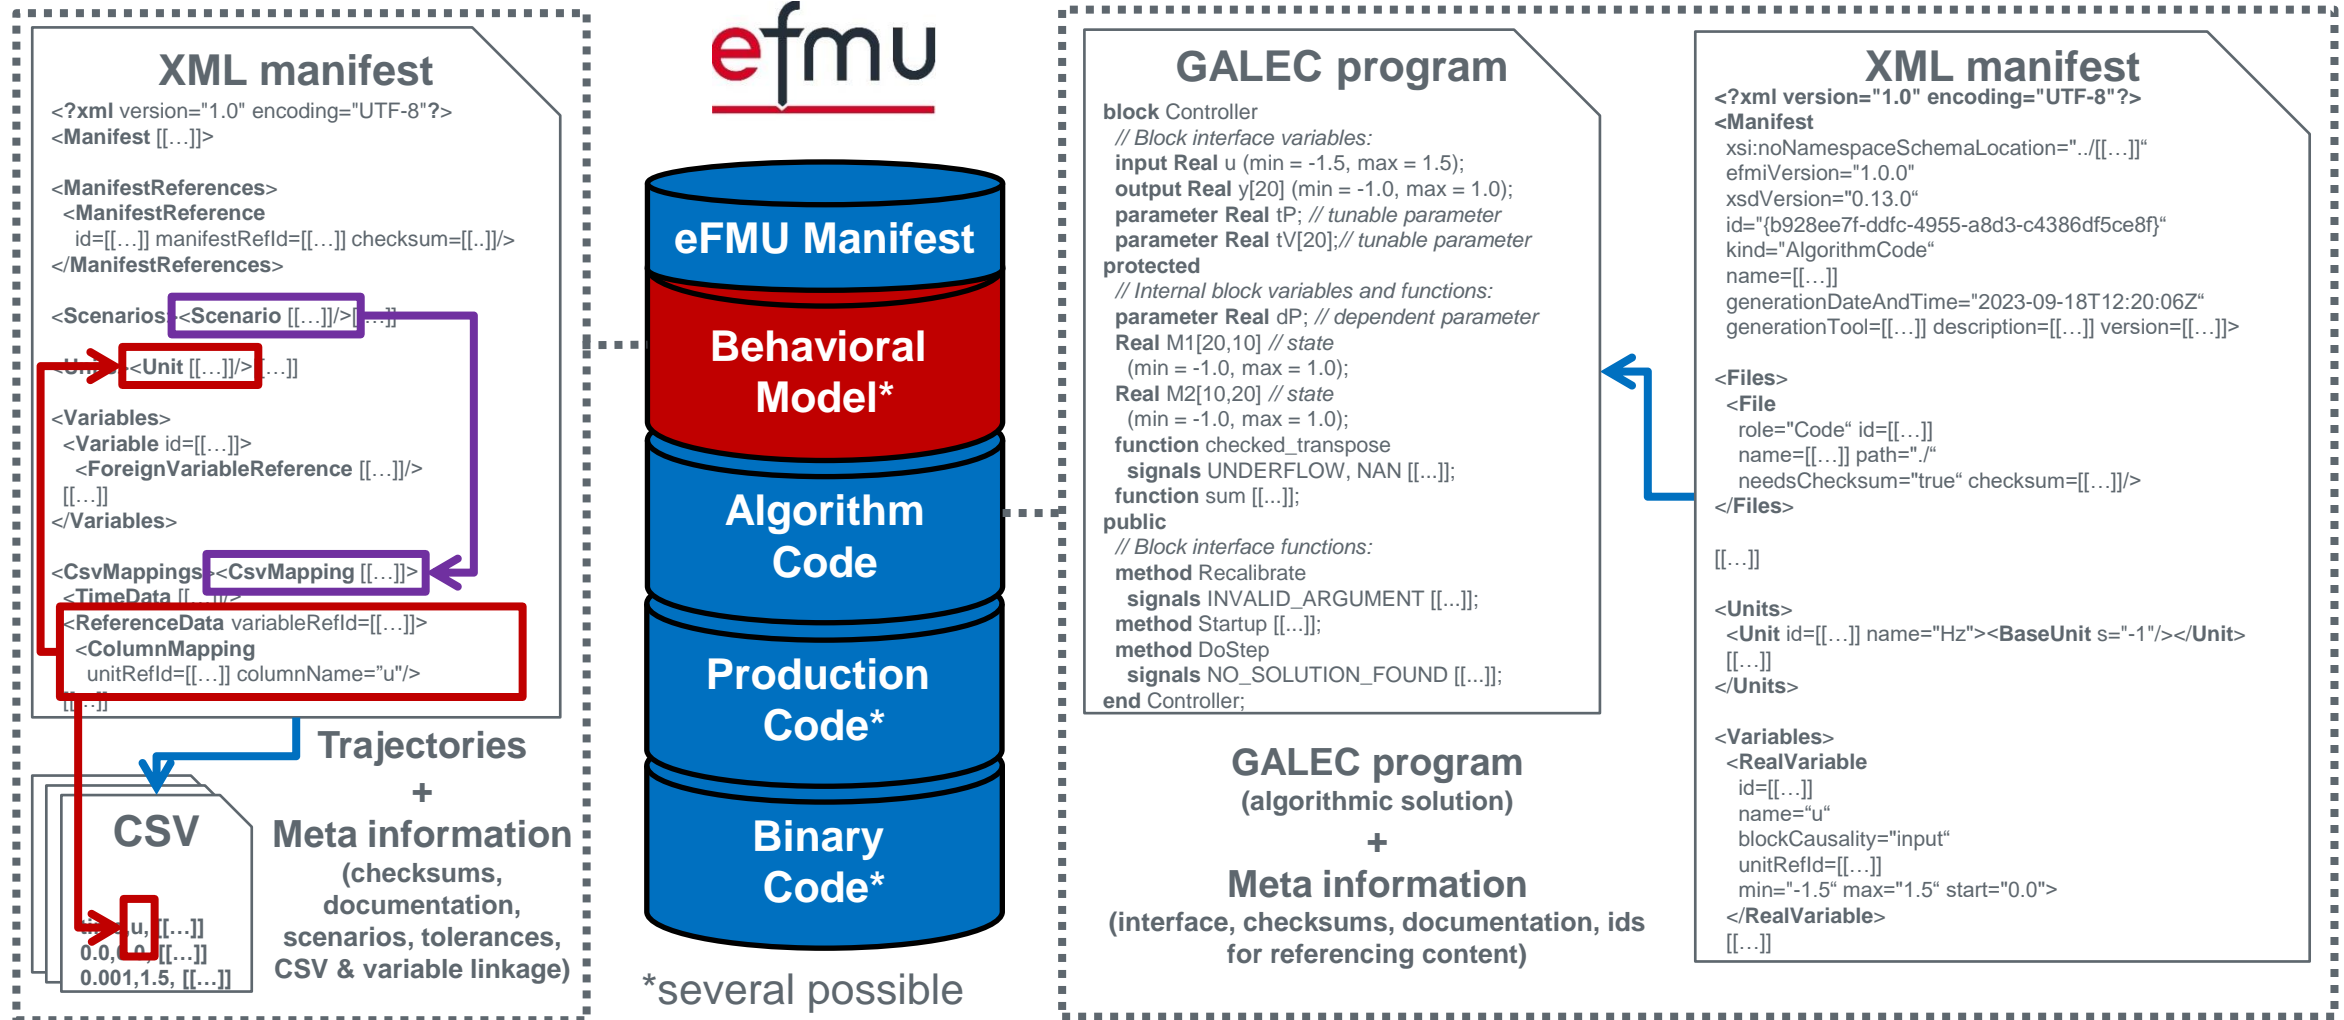 XML manifest
<?xml version="1.0" encoding="UTF-8"?>
<Manifest [[…]]>
<ManifestReferences>
<ManifestReference
id=[[…]] manifestRefId=[[…]] checksum=[[..]]/>
</ManifestReferences>
<Scenarios><Scenario [[…]]/>[[…]]
<Unit [[…]]/> […]]
<Variables>
<Variable id=[[…]]>
<ForeignVariableReference [[…]]/>
[[…]]
</Variables>
<CsvMappings><CsvMapping [[…]]>
<TimeData [[…]]/>
<ReferenceData variableRefId=[[…]]>
<ColumnMapping
unitRefId=[[…]] columnName="u"/>
[[…]]
Trajectories
+
Meta information
(checksums,
documentation,
scenarios, tolerances,
CSV & variable linkage)
CSV
u, [[…]]
0.0, [[…]]
0.001,1.5, [[…]]
efmu
eFMU Manifest
Behavioral
Model*
Algorithm
Code
Production
Code*
Binary
Code*
*several possible
GALEC program
block Controller
// Block interface variables:
input Real u (min = -1.5, max = 1.5);
output Real y[20] (min = -1.0, max = 1.0);
parameter Real tP; // tunable parameter
parameter Real tV[20];// tunable parameter
protected
// Internal block variables and functions:
parameter Real dP; // dependent parameter
Real M1[20,10] // state
(min = -1.0, max = 1.0);
Real M2[10,20] // state
(min = -1.0, max = 1.0);
function checked_transpose
signals UNDERFLOW, NAN [[...]];
function sum [[...]];
public
// Block interface functions:
method Recalibrate
signals INVALID_ARGUMENT [[...]];
method Startup [[...]];
method DoStep
signals NO_SOLUTION_FOUND [[...]];
end Controller;
GALEC program
(algorithmic solution)
+
Meta information
(interface, checksums, documentation, ids
for referencing content)
XML manifest
<?xml version="1.0" encoding="UTF-8"?>
<Manifest
xsi:noNamespaceSchemaLocation="../[[…]]“
efmiVersion="1.0.0"
xsdVersion="0.13.0“
id="{b928ee7f-ddfc-4955-a8d3-c4386df5ce8f}“
kind="AlgorithmCode“
name=[[…]]
generationDateAndTime="2023-09-18T12:20:06Z“
generationTool=[[…]] description=[[…]] version=[[…]]>
<Files>
<File
role="Code“ id=[[…]]
name=[[…]] path="./“
needsChecksum="true“ checksum=[[…]]/>
</Files>
[[…]]
<Units>
<Unit id=[[…]] name="Hz"><BaseUnit s="-1"/></Unit>
[[…]]
</Units>
<Variables>
<RealVariable
id=[[…]]
name=“u“
blockCausality="input“
unitRefId=[[…]]
min="-1.5“ max="1.5“ start="0.0">
</RealVariable>
[[…]]